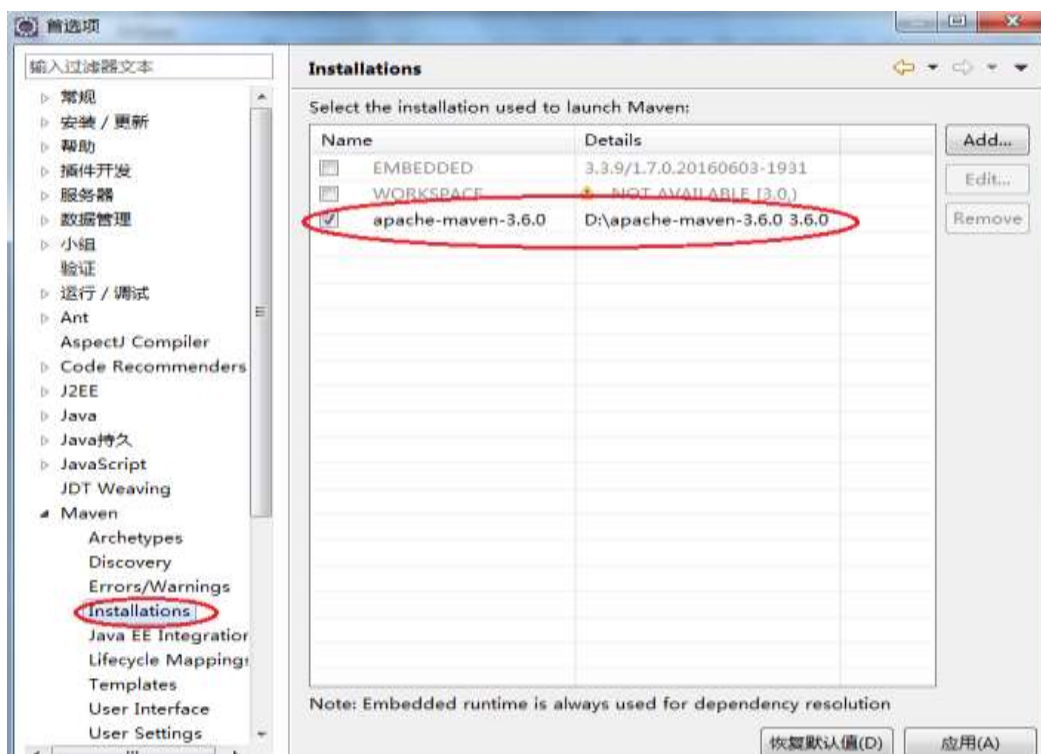 首选项
输入过滤器文本
常规
安装 / 更新
帮助
插件开发
服务器
数据管理
小组
验证
运行 / 调试
Ant
AspectJ Compiler
Code Recommenders
J2EE
Java
Java持久
JavaScript
JDT Weaving
Maven
Archetypes
Discovery
Errors/Warnings
Installations
Java EE Integration
Lifecycle Mappings
Templates
User Interface
User Settings
Installations
Select the installation used to launch Maven:
Name Details
EMBEDDED 3.3.9/1.7.0.20160603-1931
WORKSPACE NOT AVAILABLE [3.0,)
apache-maven-3.6.0 D:\apache-maven-3.6.0 3.6.0
Add...
Edit...
Remove
Note: Embedded runtime is always used for dependency resolution
恢复默认值(D) 应用(A)